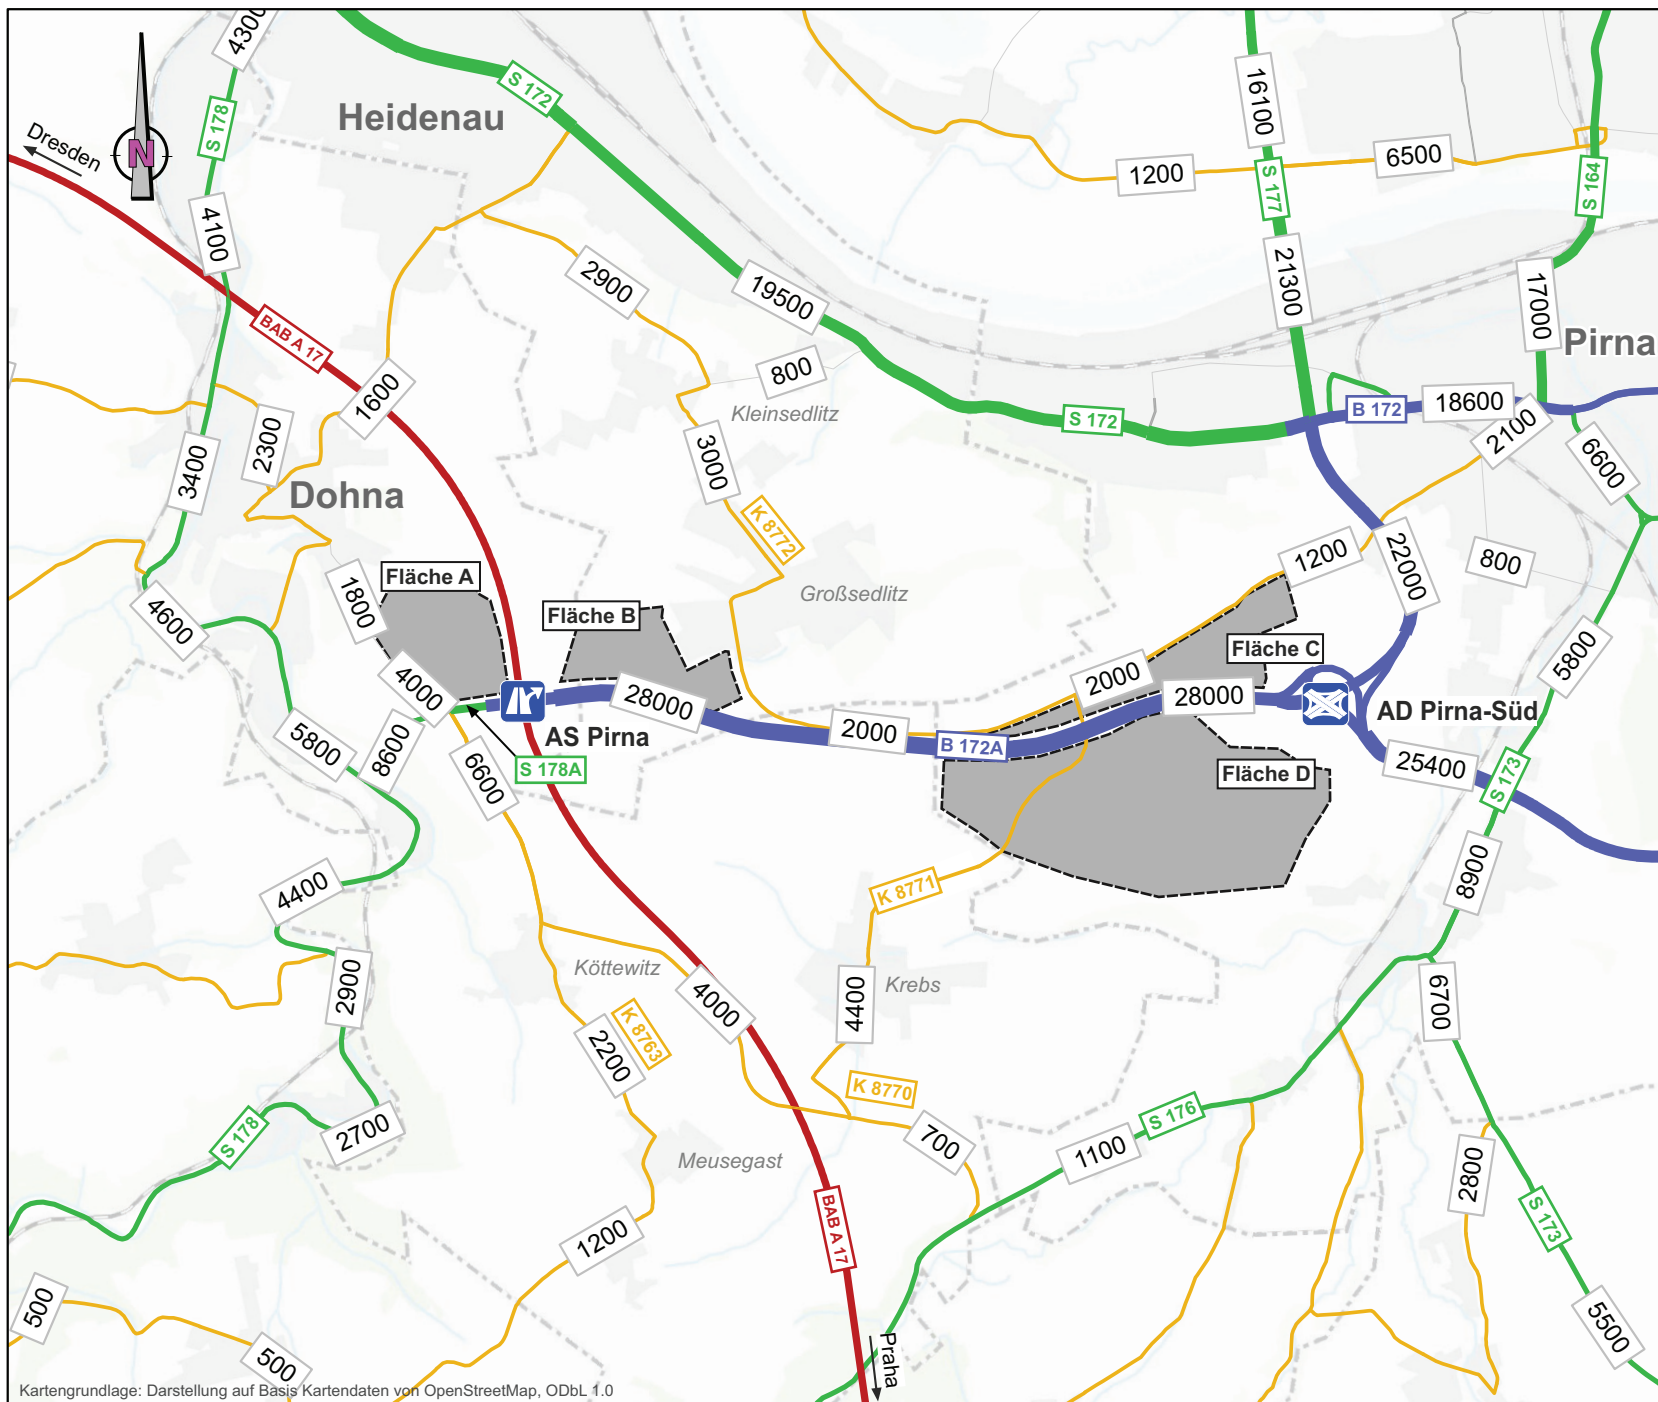 4300
S 172
16100
S 178
Heidenau
Dresden
N
6500
1200
S 177
S 164
4100
2900
19500
21300
17000
BAB A 17
Pirna
800
1600
Kleinsedlitz
S 172
B 172
18600
2100
2300
3000
3400
6600
Dohna
K 8772
1200
22000
800
Fläche A
1800
Großsedlitz
4600
Fläche B
Fläche C
5800
4000
28000
2000
28000
AD Pirna-Süd
AS Pirna
2000
B 172A
5800
8600
6600
S 178A
Fläche D
25400
S 173
4400
K 8771
8900
2900
Köttewitz
4000
4400
Krebs
6700
K 8763
2200
K 8770
2700
S 178
700
S 176
1100
Meusegast
2800
BAB A 17
S 173
1200
500
5500
500
Praha
Kartengrundlage: Darstellung auf Basis Kartendaten von OpenStreetMap, ODbL 1.0